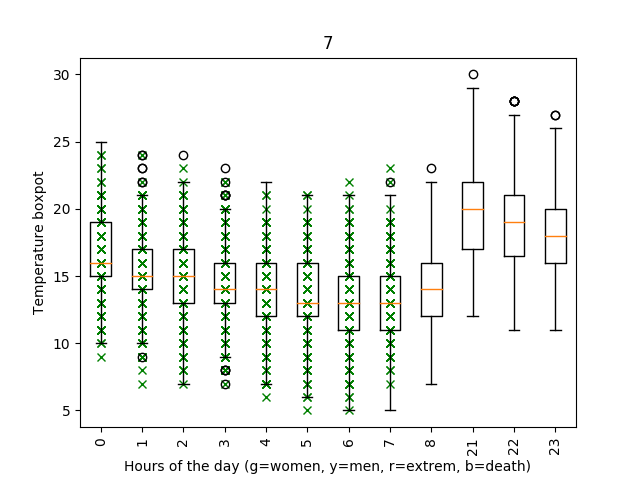 7
30
25
20
15
10
5
Temperature boxpot
0 1 2 3 4 5 6 7 8 21 22 23
Hours of the day (g=women, y=men, r=extrem, b=death)